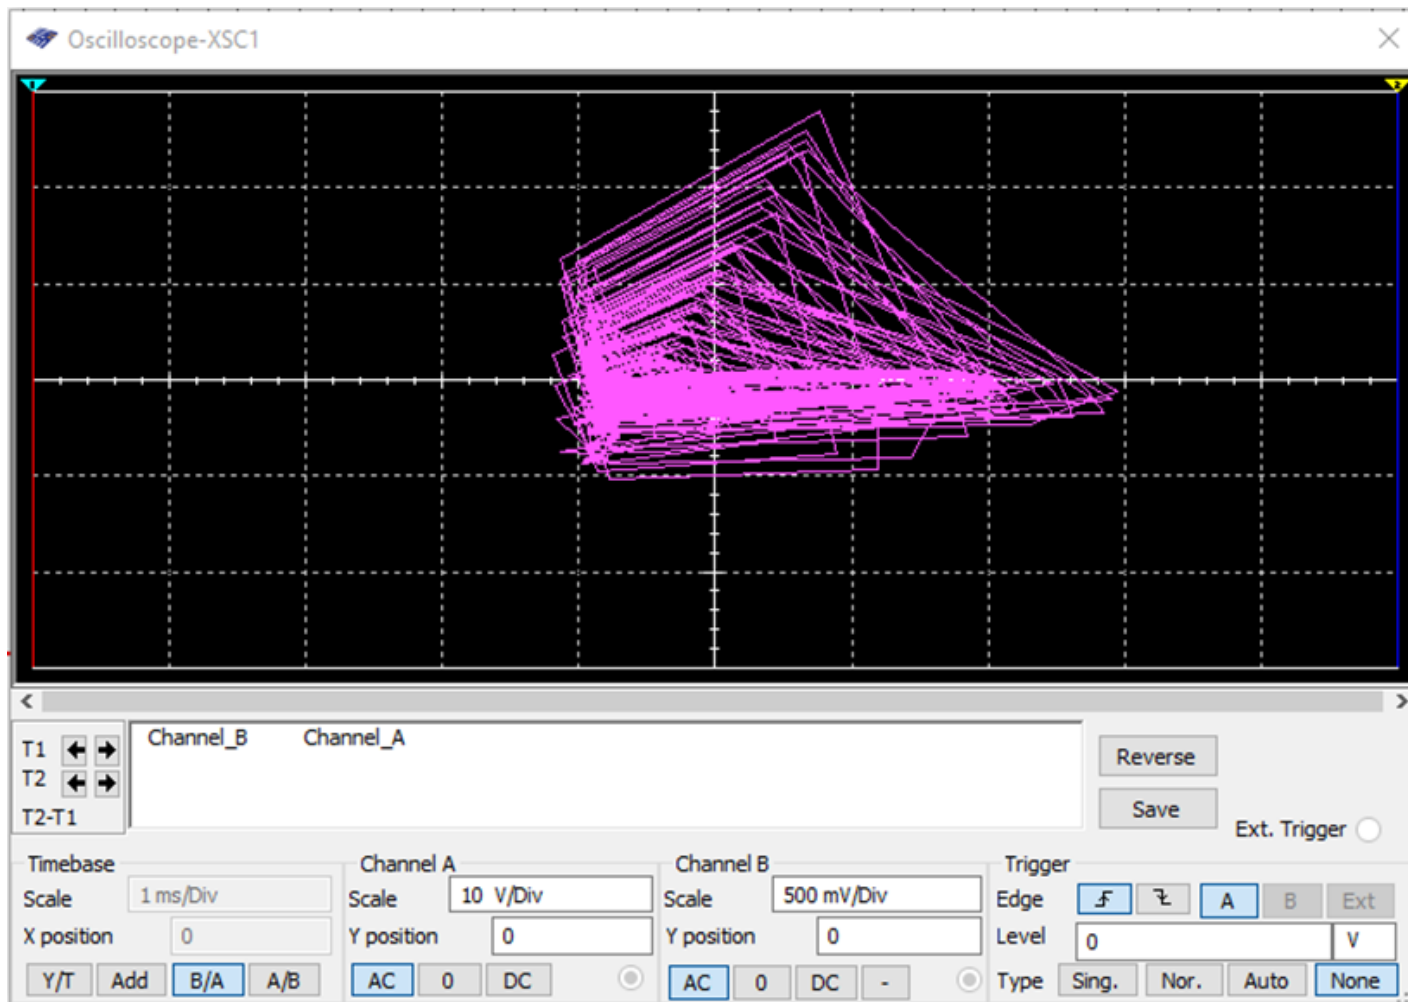 Oscilloscope-XSC1
1
2
T1
T2
T2-T1
Channel_B Channel_A
Reverse
Save
Ext. Trigger
Timebase
Scale 1 ms/Div
X position 0
Y/T Add B/A A/B
Channel A
Scale 10 V/Div
Y position 0
AC 0 DC
Channel B
Scale 500 mV/Div
Y position 0
AC 0 DC -
Trigger
Edge A B Ext
Level 0 V
Type Sing. Nor. Auto None